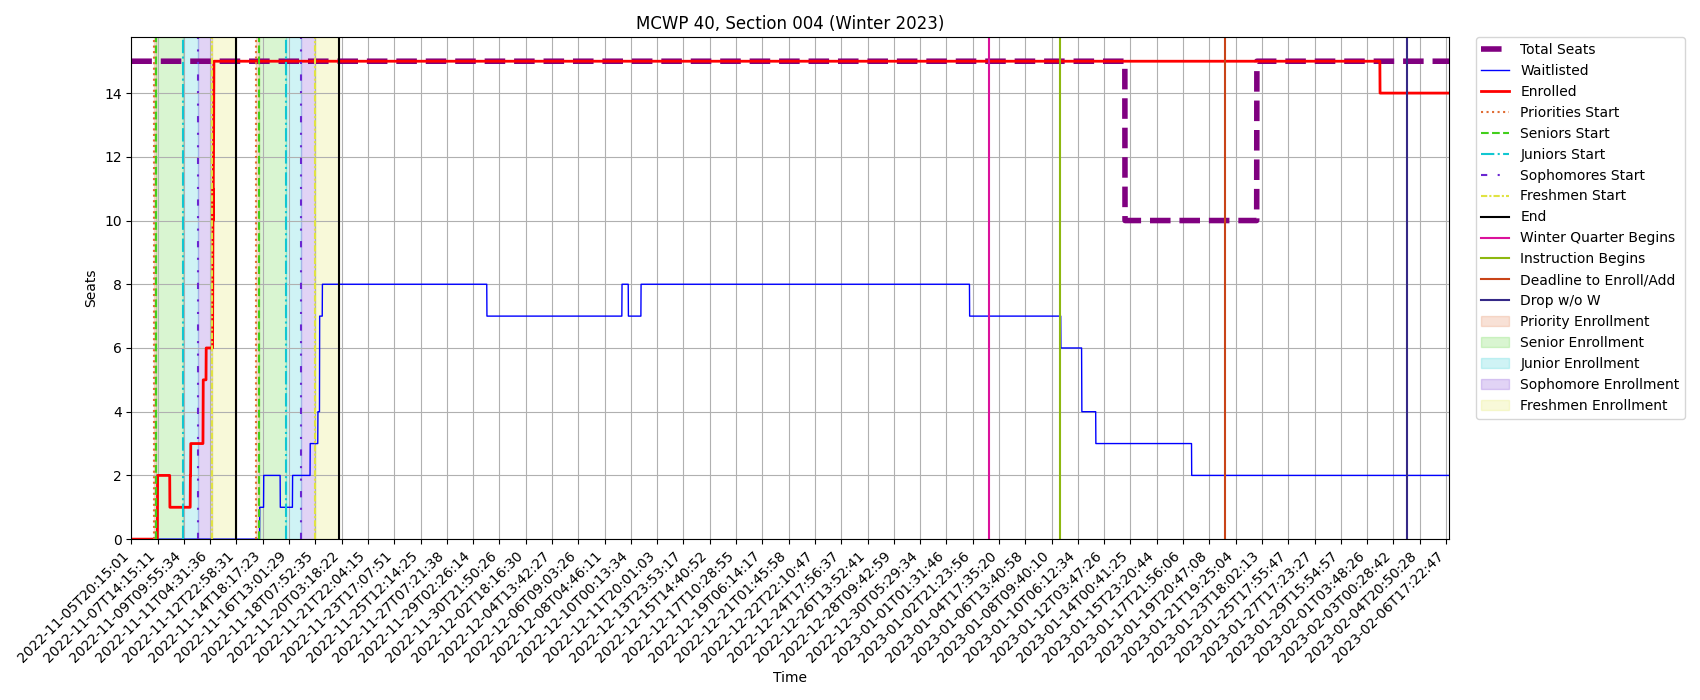 MCWP 40, Section 004 (Winter 2023)
Seats
14
12
10
8
6
4
2
0
2022-11-05T20:15:01
2022-11-07T14:15:11
2022-11-09T09:55:34
2022-11-11T04:31:36
2022-11-12T22:58:31
2022-11-14T18:17:23
2022-11-16T13:01:29
2022-11-18T07:52:35
2022-11-20T03:18:22
2022-11-21T22:04:15
2022-11-23T17:07:51
2022-11-25T12:14:25
2022-11-27T07:21:38
2022-11-29T02:26:14
2022-11-30T21:50:26
2022-12-02T18:16:30
2022-12-04T13:42:27
2022-12-06T09:03:26
2022-12-08T04:46:11
2022-12-10T00:13:34
2022-12-11T20:01:03
2022-12-13T23:53:17
2022-12-15T14:40:52
2022-12-17T10:28:55
2022-12-19T06:14:17
2022-12-21T01:45:58
2022-12-22T22:10:47
2022-12-24T17:56:37
2022-12-26T13:52:41
2022-12-28T09:42:59
2022-12-30T05:29:34
2023-01-01T01:31:46
2023-01-02T21:23:56
2023-01-04T17:35:20
2023-01-06T13:40:58
2023-01-08T09:40:10
2023-01-10T06:12:34
2023-01-12T03:47:26
2023-01-14T00:41:25
2023-01-15T23:20:44
2023-01-17T21:56:06
2023-01-19T20:47:08
2023-01-21T19:25:04
2023-01-23T18:02:13
2023-01-25T17:55:47
2023-01-27T17:23:27
2023-01-29T15:54:57
2023-02-01T03:48:26
2023-02-03T00:28:42
2023-02-04T20:50:28
2023-02-06T17:22:47
Time
Total Seats
Waitlisted
Enrolled
Priorities Start
Seniors Start
Juniors Start
Sophomores Start
Freshmen Start
End
Winter Quarter Begins
Instruction Begins
Deadline to Enroll/Add
Drop w/o W
Priority Enrollment
Senior Enrollment
Junior Enrollment
Sophomore Enrollment
Freshmen Enrollment